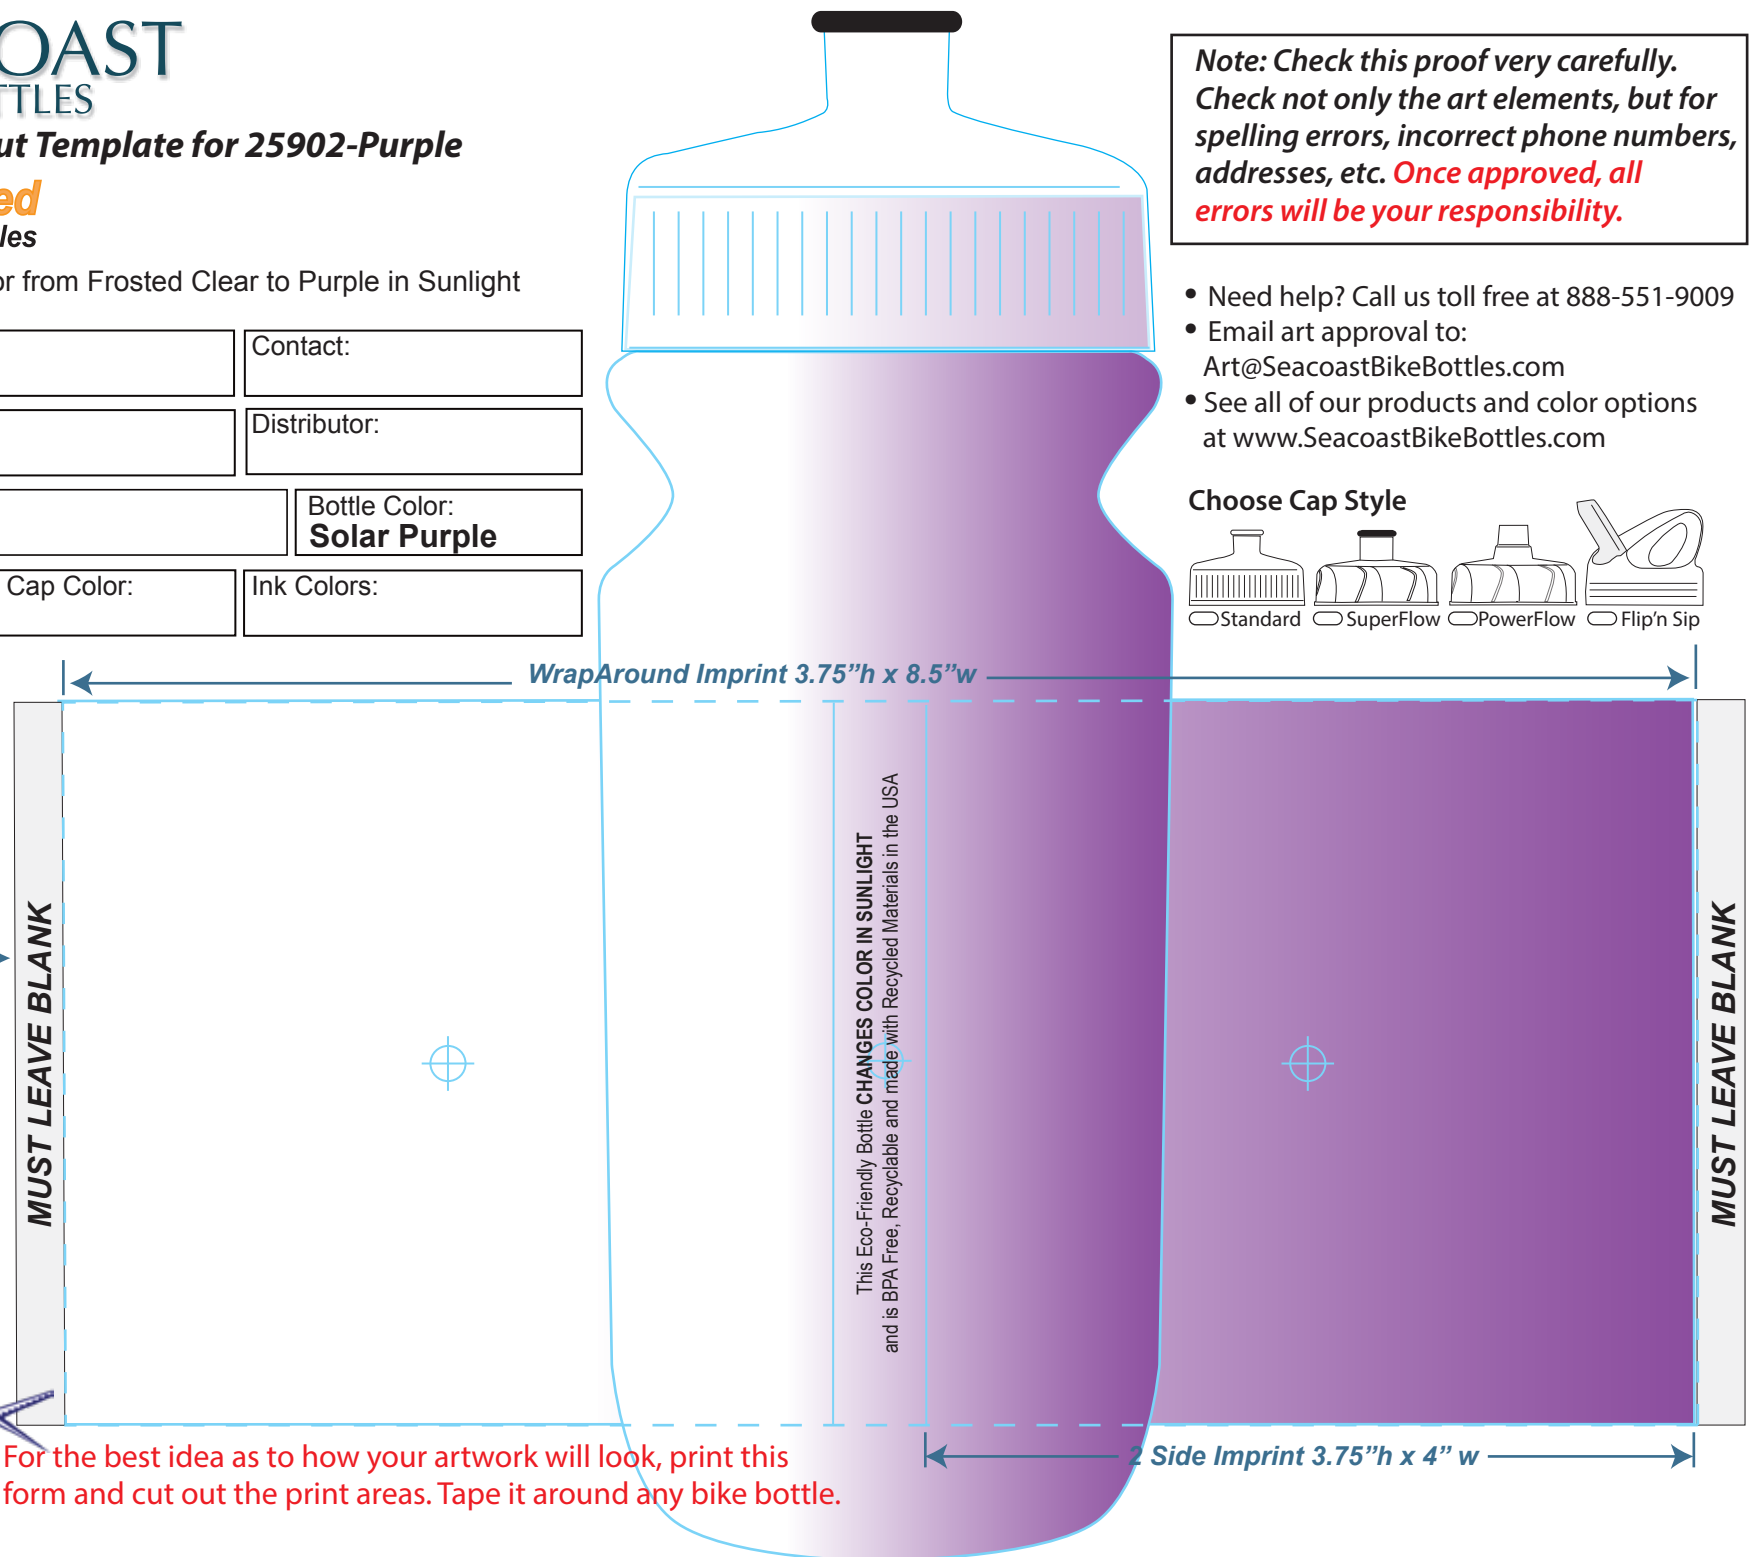 OAST
TTLES
ut Template for 25902-Purple
ed
les
or from Frosted Clear to Purple in Sunlight
Contact:
Distributor:
Bottle Color:
Solar Purple
Cap Color:
Ink Colors:
Note: Check this proof very carefully.
Check not only the art elements, but for
spelling errors, incorrect phone numbers,
addresses, etc. Once approved, all
errors will be your responsibility.
• Need help? Call us toll free at 888-551-9009
• Email art approval to:
Art@SeacoastBikeBottles.com
• See all of our products and color options
at www.SeacoastBikeBottles.com
Choose Cap Style
Standard
SuperFlow
PowerFlow
Flip’n Sip
WrapAround Imprint 3.75”h x 8.5”w
MUST LEAVE BLANK
This Eco-Friendly Bottle CHANGES COLOR IN SUNLIGHT
and is BPA Free, Recyclable and made with Recycled Materials in the USA
MUST LEAVE BLANK
2 Side Imprint 3.75”h x 4” w
For the best idea as to how your artwork will look, print this
form and cut out the print areas. Tape it around any bike bottle.